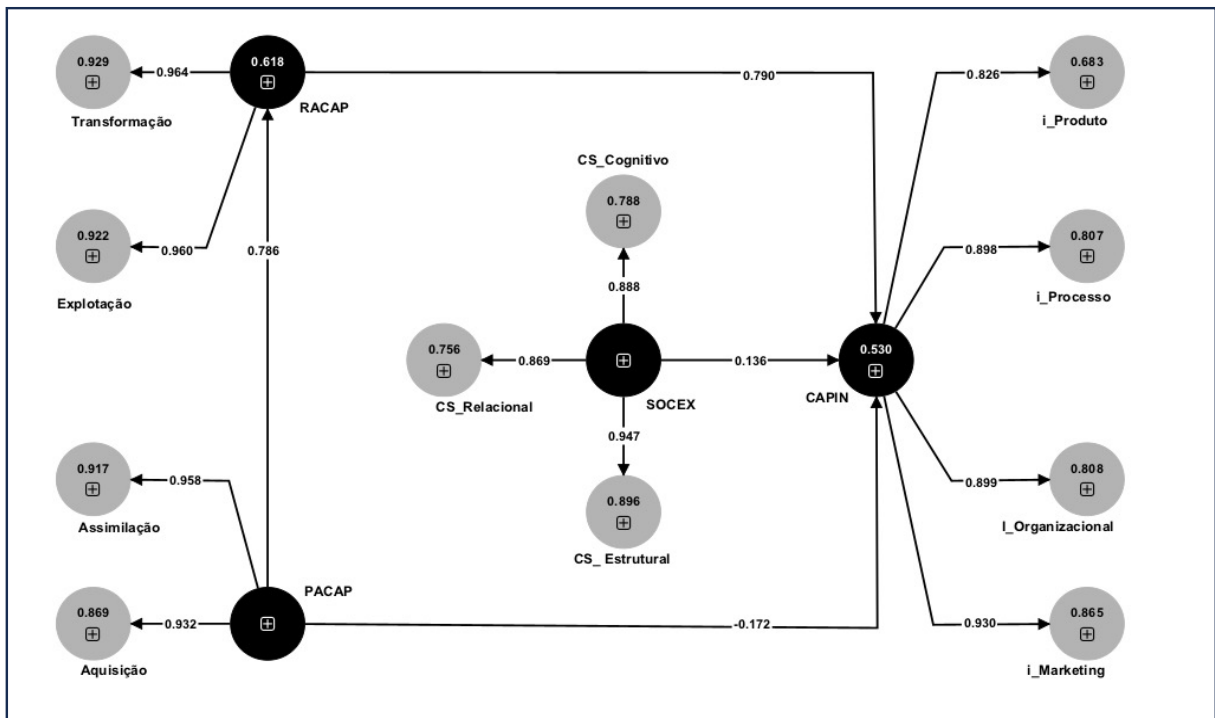 0.929
0.964
0.618
0.790
0.826
0.683
Transformação
RACAP
i_Produto
CS_Cognitivo
0.788
0.922
0.960
0.786
0.898
0.807
Explotação
0.888
i_Processo
0.756
0.869
0.136
0.530
CS_Relacional
SOCEX
CAPIN
0.947
0.917
0.958
0.896
0.899
0.808
Assimilação
CS_ Estrutural
I_Organizacional
PACAP
0.869
0.932
-0.172
0.930
0.865
Aquisição
i_Marketing